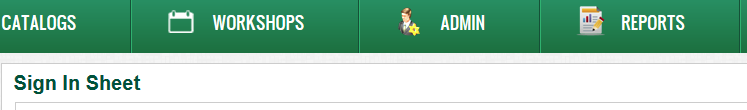 CATALOGS WORKSHOPS ADMIN REPORTS
Sign In Sheet